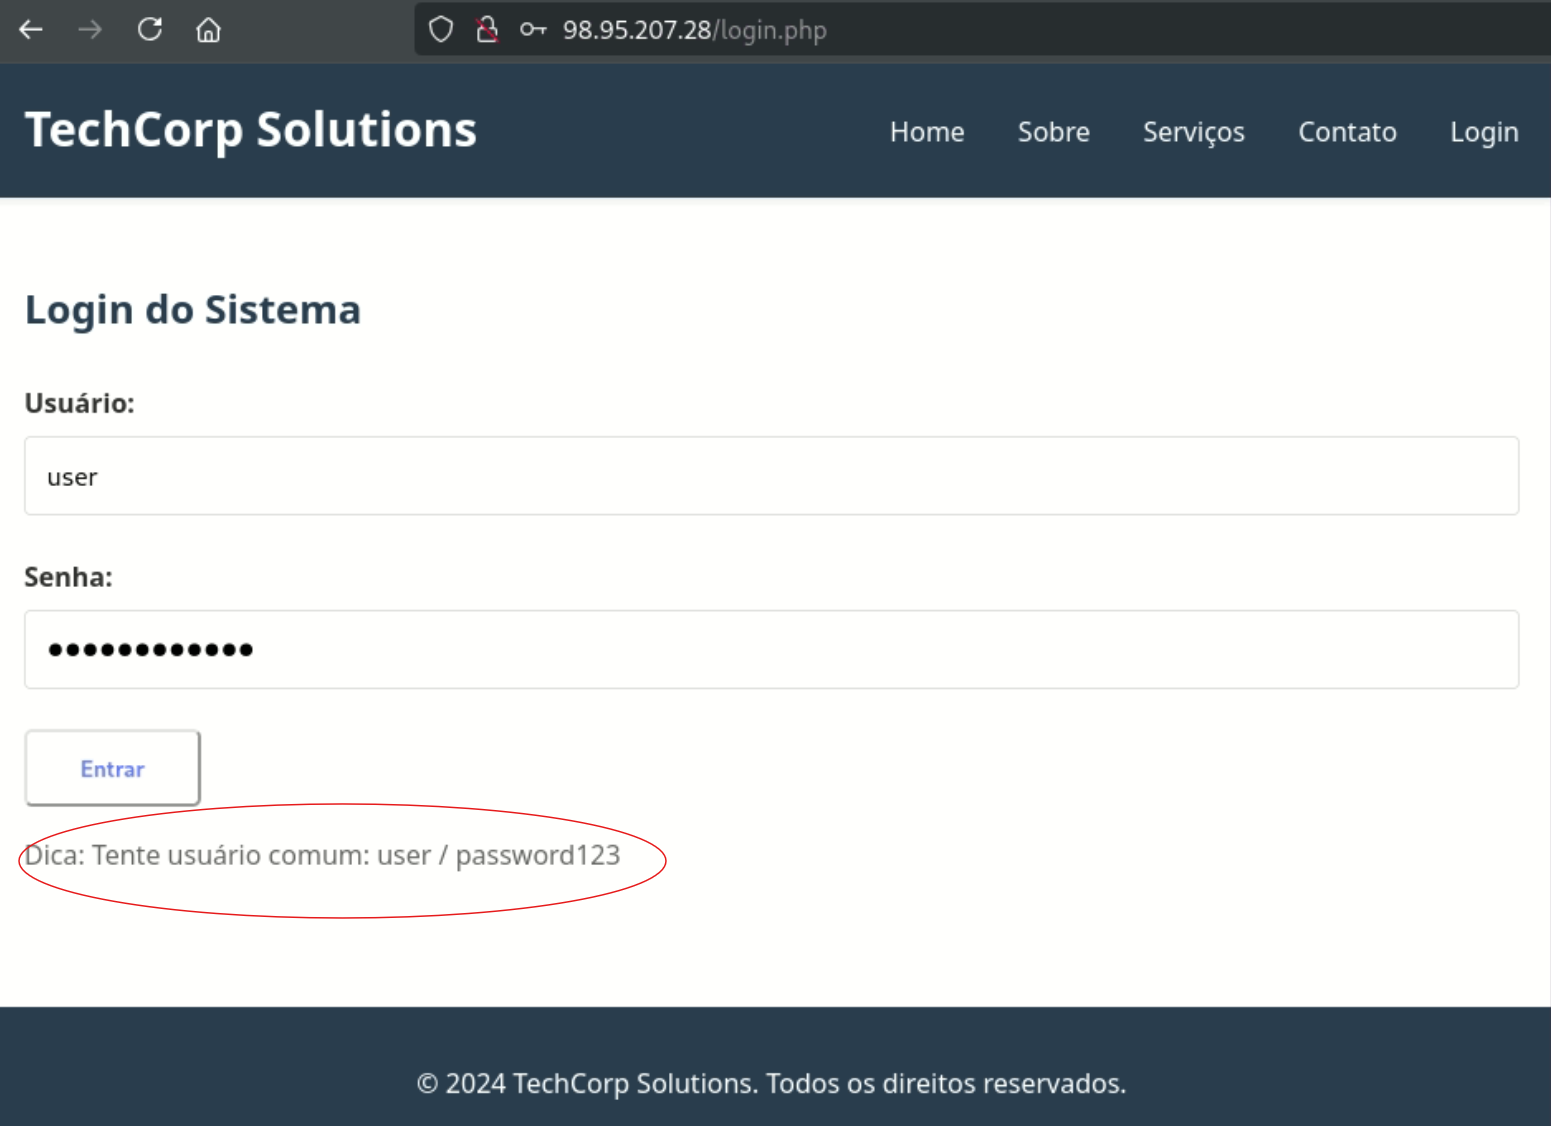 98.95.207.28/login.php
TechCorp Solutions
Home Sobre Serviços Contato Login
Login do Sistema
Usuário:
user
Senha:
••••••••••••
Entrar
Dica: Tente usuário comum: user / password123
© 2024 TechCorp Solutions. Todos os direitos reservados.